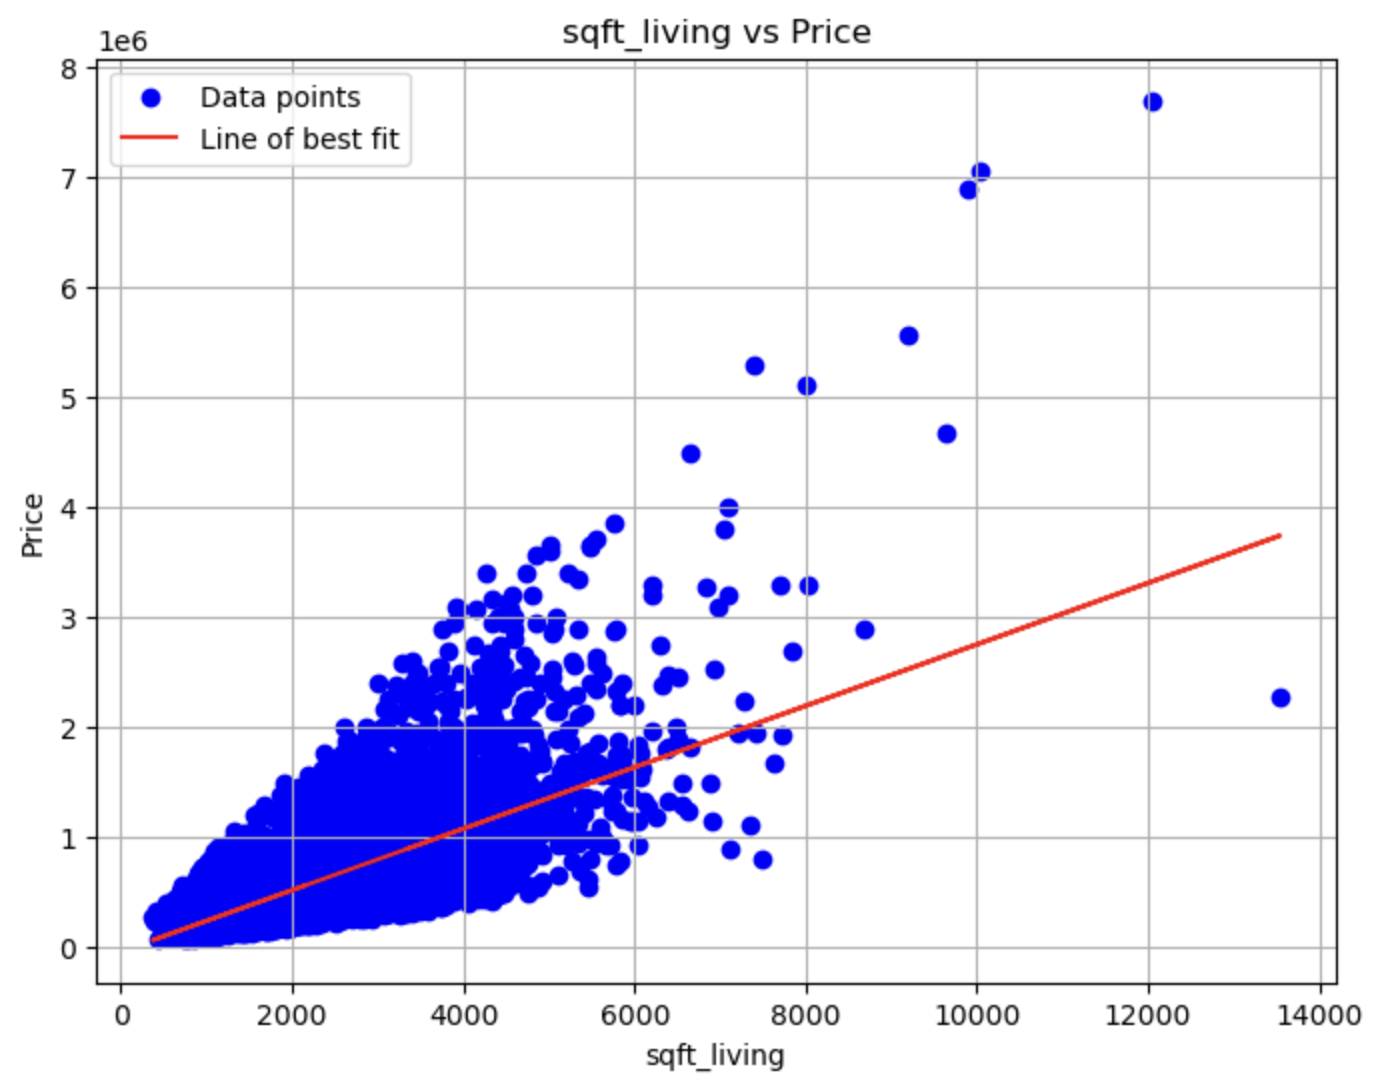 sqft_living vs Price
1e6
8
7
6
5
4
3
2
1
0
Data points
Line of best fit
Price
0 2000 4000 6000 8000 10000 12000 14000
sqft_living